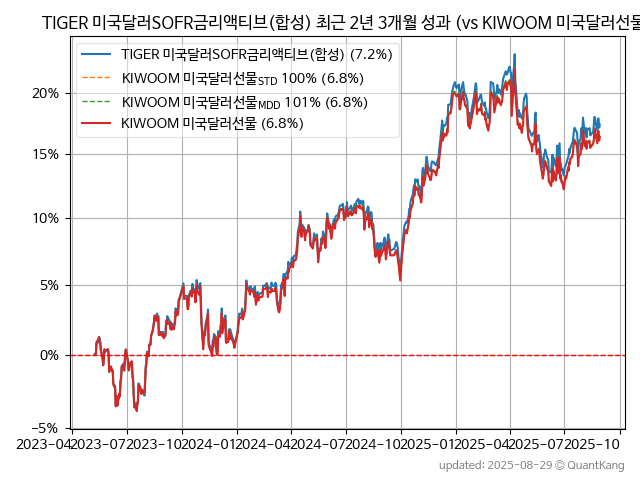 TIGER 미국달러SOFR금리액티브(합성) 최근 2년 3개월 성과 (vs KIWOOM 미국달러선물
TIGER 미국달러SOFR금리액티브(합성) (7.2%)
KIWOOM 미국달러선물STD 100% (6.8%)
KIWOOM 미국달러선물MDD 101% (6.8%)
KIWOOM 미국달러선물 (6.8%)
20%
15%
10%
5%
0%
−5%
2023-04 2023-07 2023-10 2024-01 2024-04 2024-07 2024-10 2025-01 2025-04 2025-07 2025-10
updated: 2025-08-29 © QuantKang